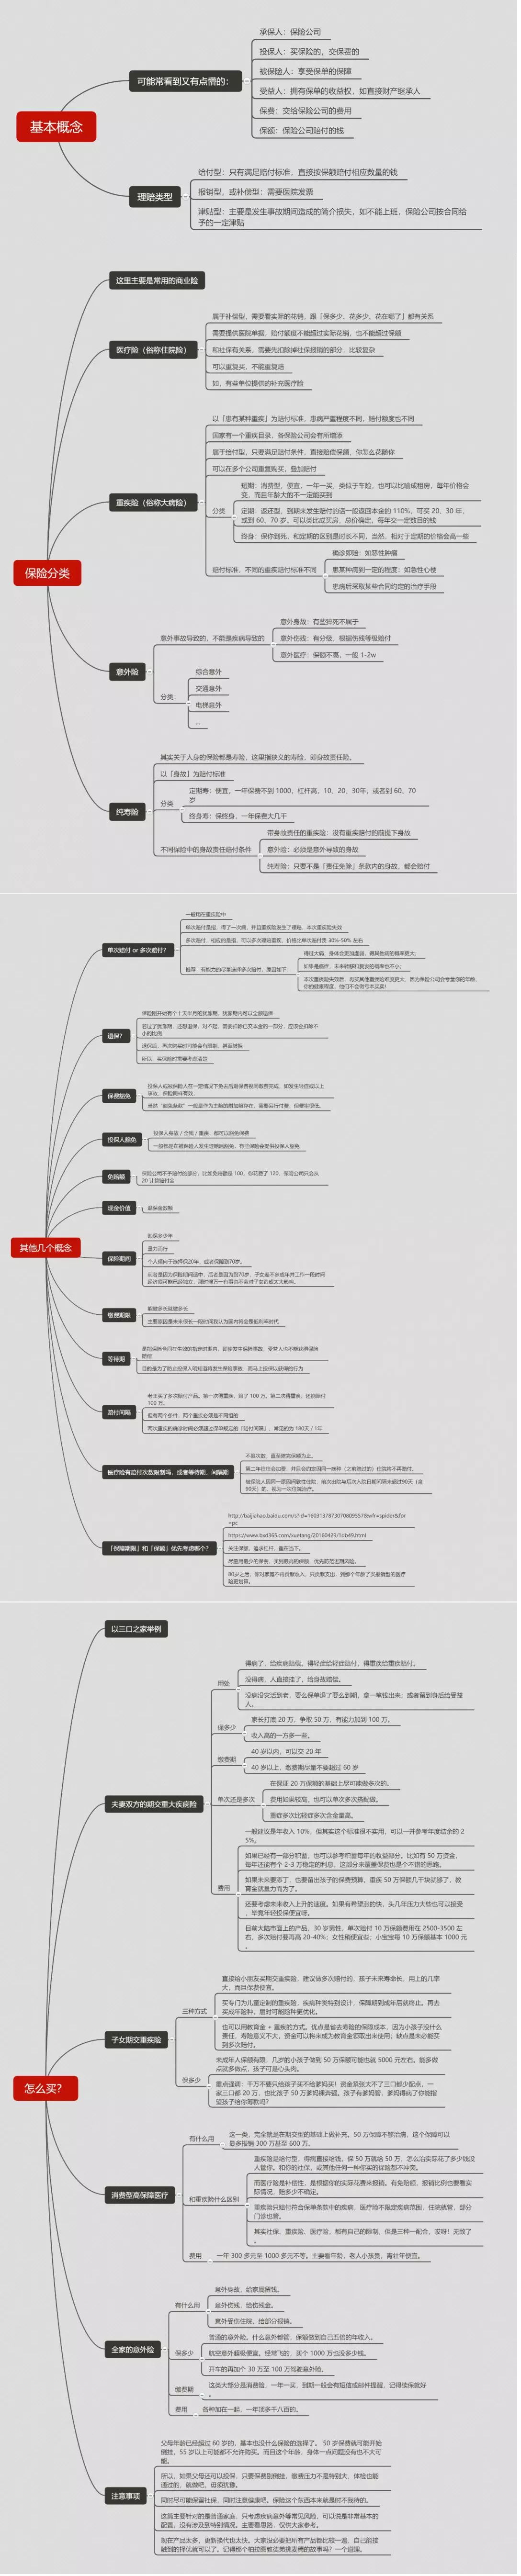 基本概念
可能常看到又有点懵的:
承保人：保险公司
投保人：买保险的，交保费的
被保险人：享受保单的保障
受益人：拥有保单的收益权，如直接财产继承人
保费：交给保险公司的费用
保额：保险公司赔付的钱
理赔类型
给付型：只有满足赔付标准，直接按保额赔付相应数量的钱
报销型，或补偿型：需要医院发票
津贴型：主要是发生事故期间造成的简介损失，如不能上班，保险公司按合同给
予的一定津贴
保险分类
这里主要是常用的商业险
医疗险（俗称住院险）
属于补偿型，需要看实际的花销，跟「保多少、花多少，花在哪了」都有关系
需要提供医院单据，赔付额度不能超过实际花销，也不能超过保额
和社保有关系，需要先扣除掉社保报销的部分，比较复杂
可以重复买，不能重复赔
如，有些单位提供的补充医疗险
重疾险（俗称大病险）
以「患有某种重疾」为赔付标准，患病严重程度不同，赔付额度也不同
国家有一个重疾目录，各保险公司会有所增添
属于给付型，只要满足赔付条件，直接赔偿保额，你怎么花随你
可以在多个公司重复购买，叠加赔付
分类
短期：消费型，便宜，一年一买，类似于车险，也可以比喻成租房，每年价格会
变，而且年龄大的不一定能买到
定期：返还型，到期未发生赔付的话一般返回本金的 110%，可买 20、30 年，
或到 60、70 岁。可以类比成买房，总价确定，每年交一定数目的钱
终身：保你到死，和定期的区别是时长不同，当然，相对于定期的价格会高一些
赔付标准，不同的重疾赔付标准不同
确诊即赔：如恶性肿瘤
患某种病到一定的程度：如急性心梗
患病后采取某些合同约定的治疗手段
意外险
意外事故导致的，不能是疾病导致的
意外身故：有些猝死不属于
意外伤残：有分级，根据伤残等级赔付
意外医疗：保额不高，一般 1-2w
分类：
综合意外
交通意外
电梯意外
...
纯寿险
其实关于人身的保险都是寿险，这里指狭义的寿险，即身故责任险。
以「身故」为赔付标准
分类
定期寿：便宜，一年保费不到 1000，杠杆高，10、20、30年，或者到 60、70
岁
终身寿：保终身，一年保费大几千
不同保险中的身故责任赔付条件
带身故责任的重疾险：没有重疾赔付的前提下身故
意外险：必须是意外导致的身故
纯寿险：只要不是「责任免除」条款内的身故，都会赔付
其他几个概念
单次赔付 or 多次赔付？
一般用在重疾险中
单次赔付是指，得了一次病，并且重疾险发生了理赔，本次重疾险失效
多次赔付，相应的是指，可以多次理赔重疾，价格比单次赔付贵 30%-50% 左右
推荐：有能力的尽量选择多次赔付，原因如下：
得过大病，身体会更加虚弱，再其他病的概率更大；
如果是癌症，未来转移和复发的概率也不小；
本次重疾险失效后，再买其他重疾险难度更大，因为保险公司会考量你的年龄、
你的健康程度，他们不会做亏本买卖！
退保？
保险刚开始有个十天半月的犹豫期，犹豫期内可以全额退保
若过了犹豫期，还想退保，对不起，需要扣除已交本金的一部分，应该会扣除不
小的比例
退保后，再次购买时可能会有限制，甚至被拒
所以，买保险时需要考虑清楚
保费豁免
投保人或被保险人在一定情况下免去后期保费视同缴费完成，如发生轻症或以上
事故，保险同样有效。
当然“豁免条款”一般是作为主险的附加险存在，需要另行付费，但费率很低。
投保人豁免
投保人身故 / 全残 / 重疾，都可以豁免保费
一般都是在被保险人发生理赔后豁免，有些保险会提供投保人豁免
免赔额
保险公司不予赔付的部分，比如免赔额是 100，你花费了 120，保险公司只会从
20 计算赔付金
现金价值
退保金数额
保险期间
即保多少年
量力而行
个人倾向于选择保20年，或者保障到70岁。
前者是因为保险期间适中，后者是因为到70岁，子女差不多成年并工作一段时间
经济很可能已经独立，那时候万一有事也不会对子女造成太大影响。
缴费期限
能缴多长就缴多长
主要原因是未来很长一段时间我认为国内将会是低利率时代
等待期
是指保险合同在生效的指定时期内，即使发生保险事故，受益人也不能获得保险
赔偿
目的是为了防止投保人明知道将发生保险事故，而马上投保以获得的行为
赔付间隔
老王买了多次赔付产品，第一次得重疾，给了 100 万，第二次得重疾，还能赔付
100 万。
但有两个条件，两个重疾必须是不同组的
两次重疾的确诊时间必须超过保单规定的「赔付间隔」，常见的为 180天 / 1年
医疗险有赔付次数限制吗，或者等待期，间隔期
不限次数，直至赔完保额为止。
第二年往往会加费，并且会约定因同一病种（之前赔过的）住院将不再赔付。
被保险人因同一原因间歇性住院，前次出院与后次入院日期间隔未超过90天（含
90天）的，视为一次住院治疗。
「保障期限」和「保额」优先考虑哪个？
http://baijiahao.baidu.com/s?id=1603137873070809557&wfr=spider&for
=pc
https://www.bxd365.com/xuetang/20160429/1db49.html
关注保额，追求杠杆，重在当下。
尽量用最少的保费，买到最高的保额，优先防范近期风险。
60岁之后，你对家庭不再贡献收入，只贡献支出，到那个年龄了买报销型的医疗
险更划算。
怎么买？
以三口之家举例
夫妻双方的期交重大疾病险
用处
得病了，给疾病赔偿。得轻症给轻症赔付，得重疾给重疾赔付。
没得病，人直接挂了，给身故赔偿。
没病没灾活到老，要么保单退了要么到期，拿一笔钱出来；或者留到身后给受益
人。
保多少
家长打底 20 万，争取 50 万，有能力加到 100 万。
收入高的一方多一些。
缴费期
40 岁以内，可以交 20 年
40 岁以上，缴费期尽量不要超过 60 岁
单次还是多次
在保证 20 万保额的基础上尽可能做多次的。
费用如果较高，也可以单次多次搭配做。
重症多次比轻症多次含金量高。
费用
一般建议是年收入 10%，但其实这个标准很不实用，可以一并参考年度结余的 2
5%。
如果已经有一部分积蓄，也可以参考积蓄每年的收益部分。比如有 50 万资金，
每年还能有个 2-3 万稳定的利息，这部分来覆盖保费也是个不错的思路。
如果未来要添丁，也要留出孩子的保费预算，重疾 50 万保额几千块就够了，教
育金就量力而为了。
还要考虑未来收入上升的速度。如果有希望涨的快，头几年压力大些也可以接受
，毕竟年轻投保便宜呀。
目前大陆市面上的产品，30 岁男性，单次赔付 10 万保额费用在 2500-3500 左
右，多次赔付要再高 20-40%；女性稍便宜些；小宝宝每 10 万保额基本 1000 元
。
子女期交重疾险
三种方式
直接给小朋友买期交重疾险，建议做多次赔付的，孩子未来寿命长，用上的几率
大，而且保费便宜。
买专门为儿童定制的重疾险，疾病种类特别设计，保障期到成年后就终止。再去
买成年险种，届时可能险种更优化。
也可以用教育金 + 重疾的方式。优点是省去寿险的保障成本，因为小孩子没什么
责任，寿险意义不大，资金可以将来成为教育金领取出来使用；缺点是未必能买
到多次赔付。
保多少
未成年人保额有限，几岁的小孩子做到 50 万保额可能也就 5000 元左右。能多做
点就多做点，孩子可是心头肉。
重点强调：千万不要只给孩子买不给爹妈买！资金紧张大不了三口都少配点，一
家三口都 20 万，也比孩子 50 万爹妈裸奔强。孩子有爹妈管，爹妈得病了你能指
望孩子给你筹款吗？
消费型高保障医疗
有什么用
这一类，完全就是在期交型的基础上做补充。50 万保障不够治病，这个保障可以
最多报销 300 万甚至 600 万。
和重疾险什么区别
重疾险是给付型，得病直接给钱，保 50 万就给 50 万，怎么治实际花了多少钱没
人管你。和你的社保，或其他任何一种你买的保险都不冲突。
而医疗险是补偿性，是根据你的实际花费来报销。有免赔额，报销比例也要看实
际情况，赔多少不确定。
重疾险只赔付符合保单条款中的疾病，医疗险不限定疾病范围，住院就管，部分
门诊也管。
其实社保，重疾险，医疗险，都有自己的限制，但是三种一配合，哎呀！无敌了
。
费用
一年 300 多元至 1000 多元不等。主要看年龄，老人小孩贵，青壮年便宜。
全家的意外险
有什么用
意外身故，给家属留钱。
意外伤残，给伤残金。
意外受伤住院，给部分报销。
保多少
普通的意外险。什么意外都管，保额做到自己五倍的年收入。
航空意外超级便宜。经常飞的，买个 1000 万也没多少钱。
开车的再加个 30 万至 100 万驾驶意外险。
缴费期
这类大部分是消费险，一年一买，到期一般会有短信或邮件提醒，记得续保就好
。
费用
各种加在一起，一年顶多千八百的。
注意事项
父母年龄已经超过 60 岁的，基本也没什么保险的选择了。 50 岁保费就可能开始
倒挂，55 岁以上可能都不允许购买。而且这个年龄，身体一点问题没有也不大可
能。
所以，如果父母还可以投保，只要保费别倒挂，缴费压力不是特别大，体检也能
通过的，就做吧，毋须犹豫。
同时尽可能保留社保，同时注意健康吧。保险这个东西本来就是时不我待的。
这篇主要针对的是普通家庭，只考虑疾病意外等常见风险，可以说是非常基本的
配置，没有涉及到特别情况。主要看思路，仅供大家参考。
现在产品太多，更新换代也太快。大家没必要把所有产品都比较一遍，自己能接
触到的择优就可以了，记得那个柏拉图教徒弟挑麦穗的故事吗？一个道理。